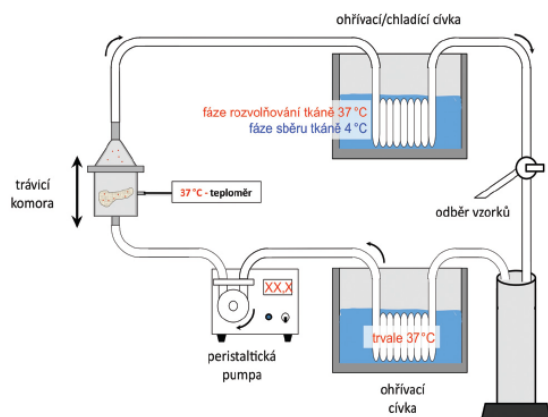 ohřívací/chladící cívka
fáze rozvolňování tkáně 37 °C
fáze sběru tkáně 4 °C
trávicí
komora
37 °C - teploměr
odběr vzorků
XX,X
trvale 37 °C
peristaltická
pumpa
ohřívací
cívka